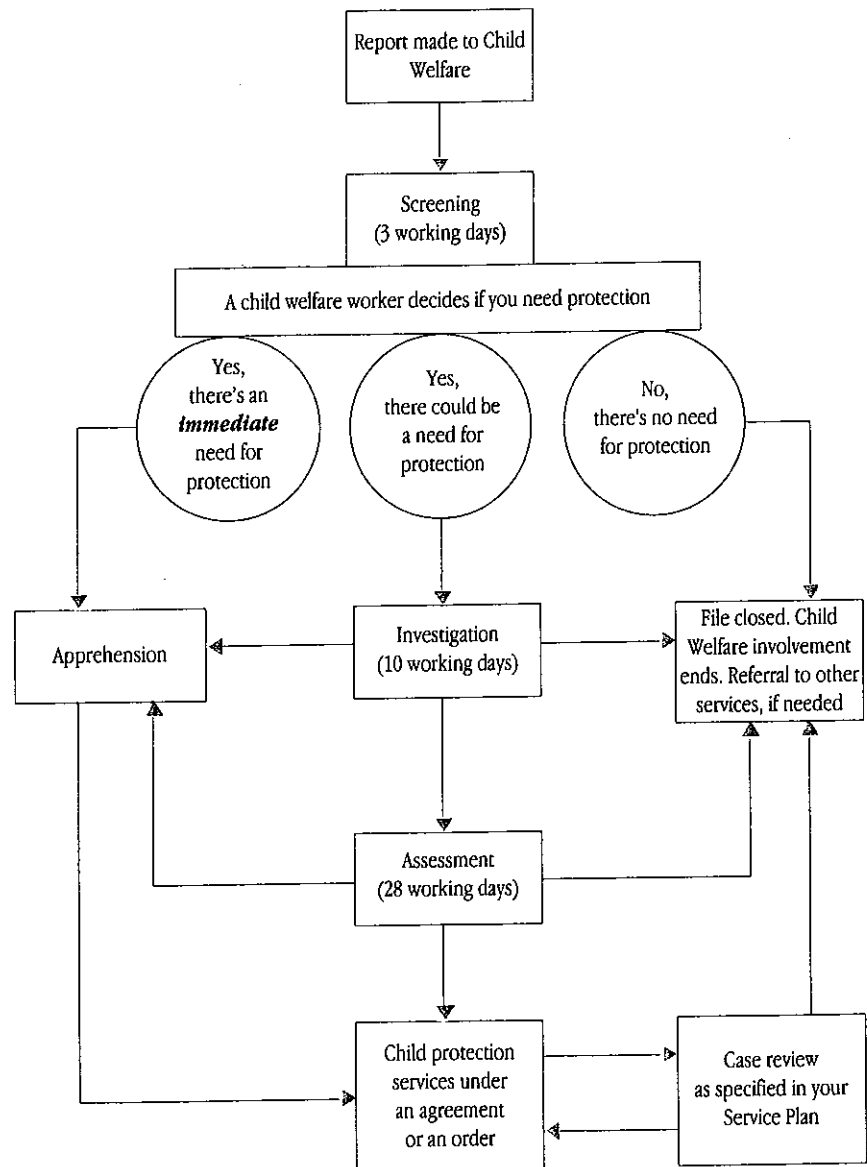 Report made to Child
Welfare
Screening
(3 working days)
A child welfare worker decides if you need protection
Yes,
there's an
immediate
need for
protection
Yes,
there could be
a need for
protection
No,
there's no need
for protection
Apprehension
Investigation
(10 working days)
File closed. Child
Welfare involvement
ends. Referral to other
services, if needed
Assessment
(28 working days)
Child protection
services under
an agreement
or an order
Case review
as specified in your
Service Plan